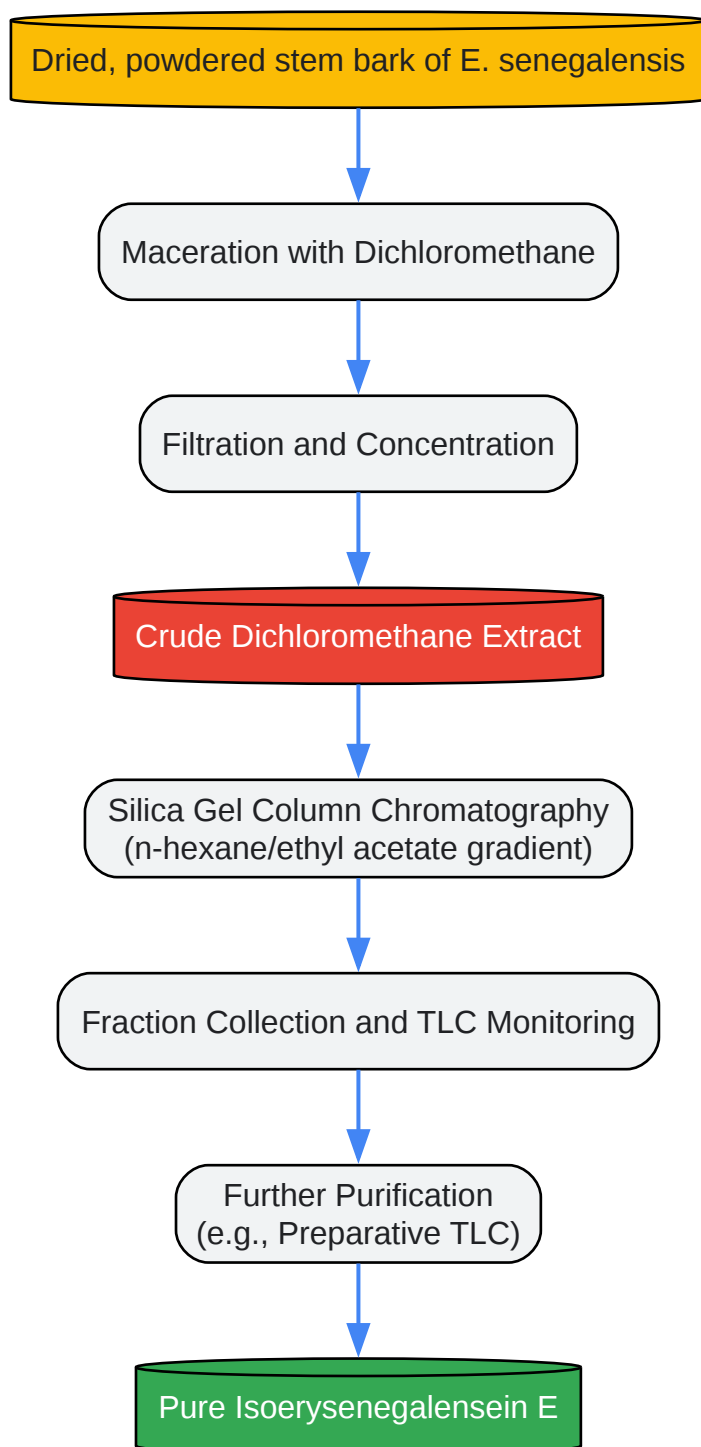 Dried, powdered stem bark of E. senegalensis
Maceration with Dichloromethane
Filtration and Concentration
Crude Dichloromethane Extract
Silica Gel Column Chromatography
(n-hexane/ethyl acetate gradient)
Fraction Collection and TLC Monitoring
Further Purification
(e.g., Preparative TLC)
Pure Isoerysenegalensein E